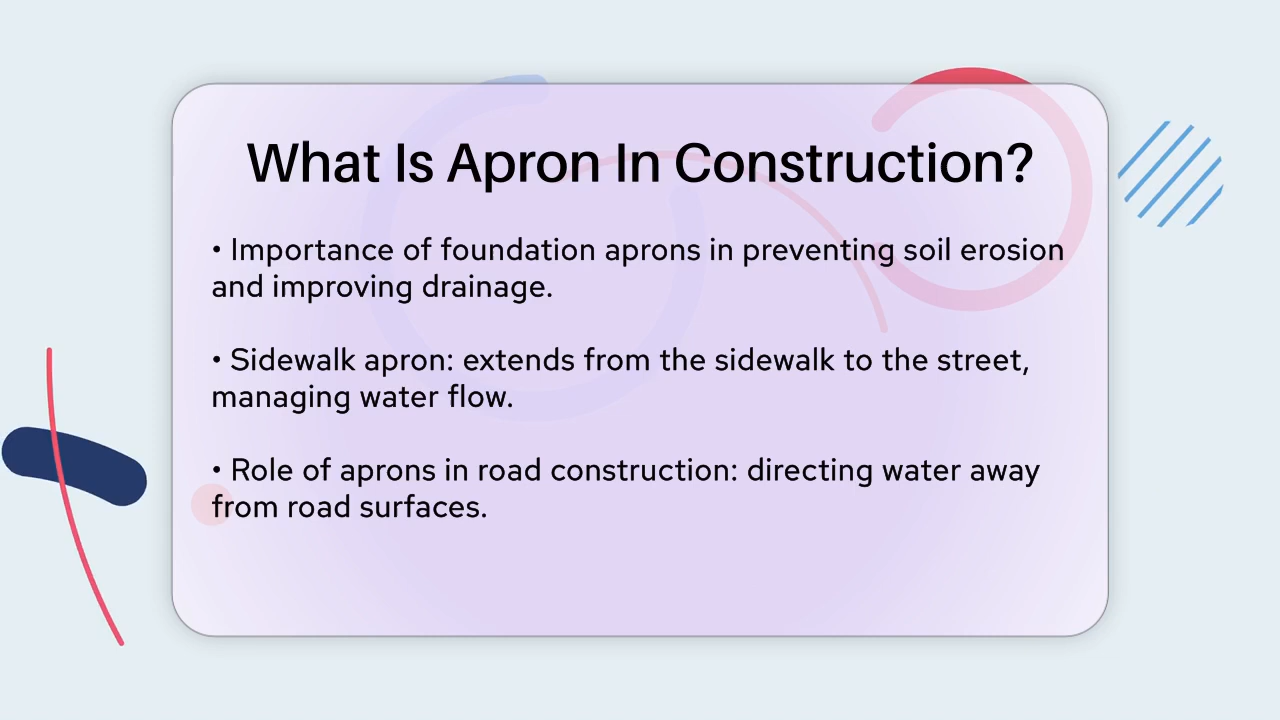 What Is Apron In Construction?
• Importance of foundation aprons in preventing soil erosion
and improving drainage.
• Sidewalk apron: extends from the sidewalk to the street,
managing water flow.
• Role of aprons in road construction: directing water away
from road surfaces.